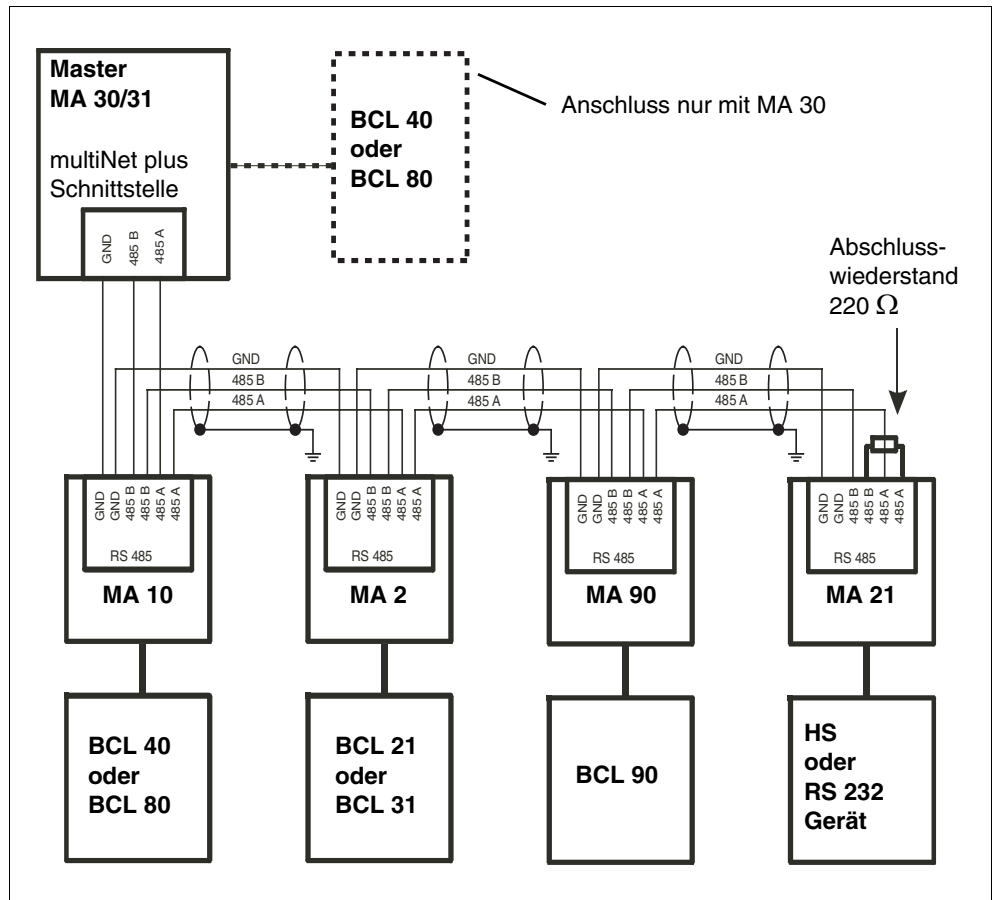 Master
MA 30/31
multiNet plus
Schnittstelle
GND
485 B
485 A
BCL 40
oder
BCL 80
Anschluss nur mit MA 30
Abschluss-
wiederstand
220 Ω
GND
485 B
485 A
GND
485 B
485 A
GND
485 B
485 A
GND
GND
485 B
485 B
485 A
485 A
RS 485
MA 10
GND
GND
485 B
485 B
485 A
485 A
RS 485
MA 2
GND
GND
485 B
485 B
485 A
485 A
RS 485
MA 90
GND
GND
485 B
485 B
485 A
485 A
RS 485
MA 21
BCL 40
oder
BCL 80
BCL 21
oder
BCL 31
BCL 90
HS
oder
RS 232
Gerät